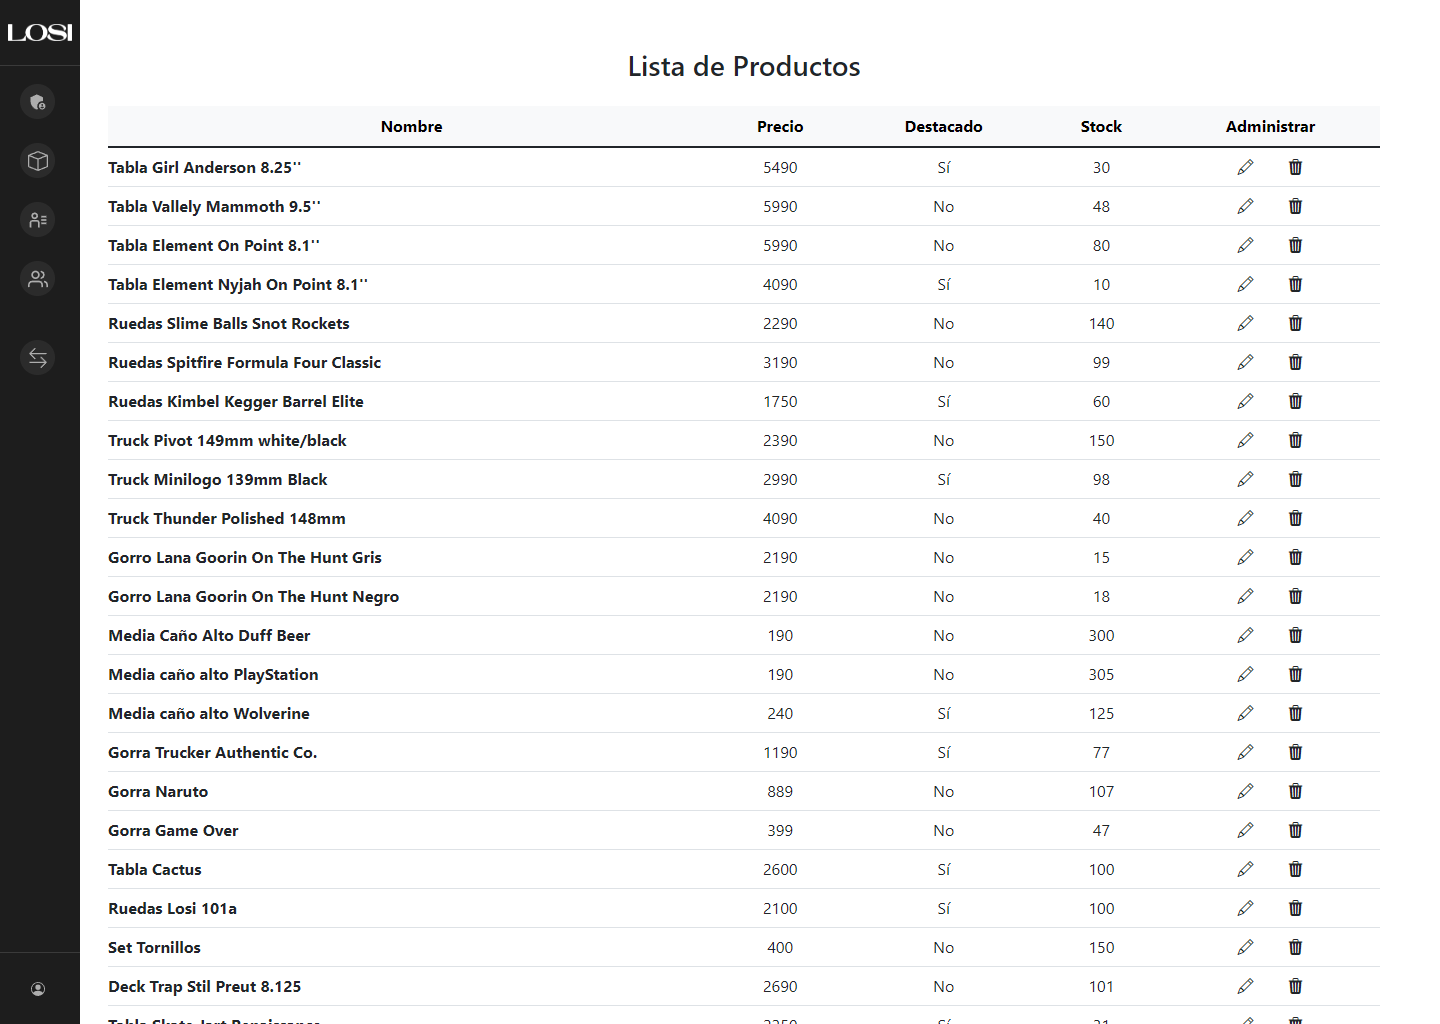 LOSI
Lista de Productos
Nombre Precio Destacado Stock Administrar
Tabla Girl Anderson 8.25'' 5490 Sí 30
Tabla Vallely Mammoth 9.5'' 5990 No 48
Tabla Element On Point 8.1'' 5990 No 80
Tabla Element Nyjah On Point 8.1'' 4090 Sí 10
Ruedas Slime Balls Snot Rockets 2290 No 140
Ruedas Spitfire Formula Four Classic 3190 No 99
Ruedas Kimbel Kegger Barrel Elite 1750 Sí 60
Truck Pivot 149mm white/black 2390 No 150
Truck Minilogo 139mm Black 2990 Sí 98
Truck Thunder Polished 148mm 4090 No 40
Gorro Lana Goorin On The Hunt Gris 2190 No 15
Gorro Lana Goorin On The Hunt Negro 2190 No 18
Media Caño Alto Duff Beer 190 No 300
Media caño alto PlayStation 190 No 305
Media caño alto Wolverine 240 Sí 125
Gorra Trucker Authentic Co. 1190 Sí 77
Gorra Naruto 889 No 107
Gorra Game Over 399 No 47
Tabla Cactus 2600 Sí 100
Ruedas Losi 101a 2100 Sí 100
Set Tornillos 400 No 150
Deck Trap Stil Preut 8.125 2690 No 101